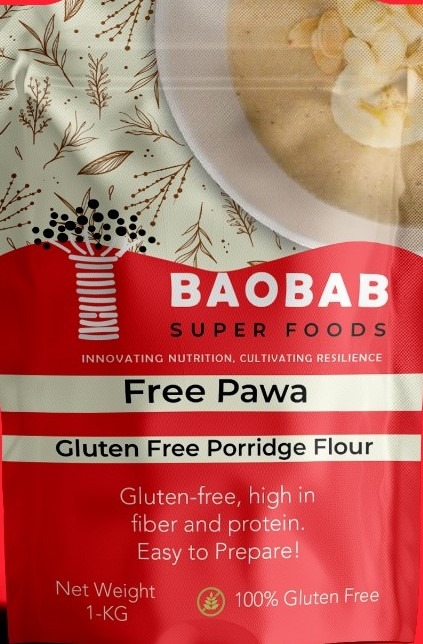 BAOBAB
SUPER FOODS
INNOVATING NUTRITION, CULTIVATING RESILIENCE
Free Pawa
Gluten Free Porridge Flour
Gluten-free, high in
fiber and protein.
Easy to Prepare!
Net Weight
1-KG
100% Gluten Free